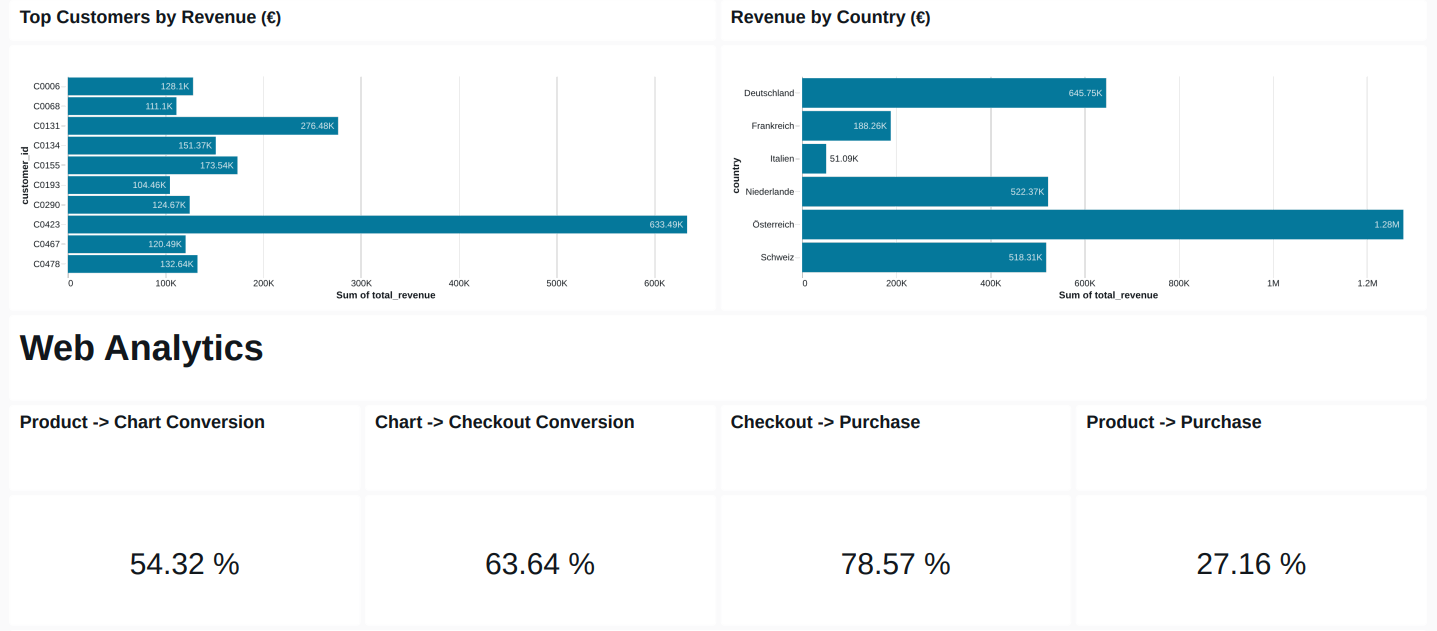 Top Customers by Revenue (€)
Revenue by Country (€)
customer_id
C0006 128.1K
C0068 111.1K
C0131 276.48K
C0134 151.37K
C0155 173.54K
C0193 104.46K
C0290 124.67K
C0423 633.49K
C0467 120.49K
C0478 132.64K
0 100K 200K 300K 400K 500K 600K
Sum of total_revenue
country
Deutschland 645.75K
Frankreich 188.26K
Italien 51.09K
Niederlande 522.37K
Österreich 1.28M
Schweiz 518.31K
0 200K 400K 600K 800K 1M 1.2M
Sum of total_revenue
Web Analytics
Product -> Chart Conversion
Chart -> Checkout Conversion
Checkout -> Purchase
Product -> Purchase
54.32 %
63.64 %
78.57 %
27.16 %